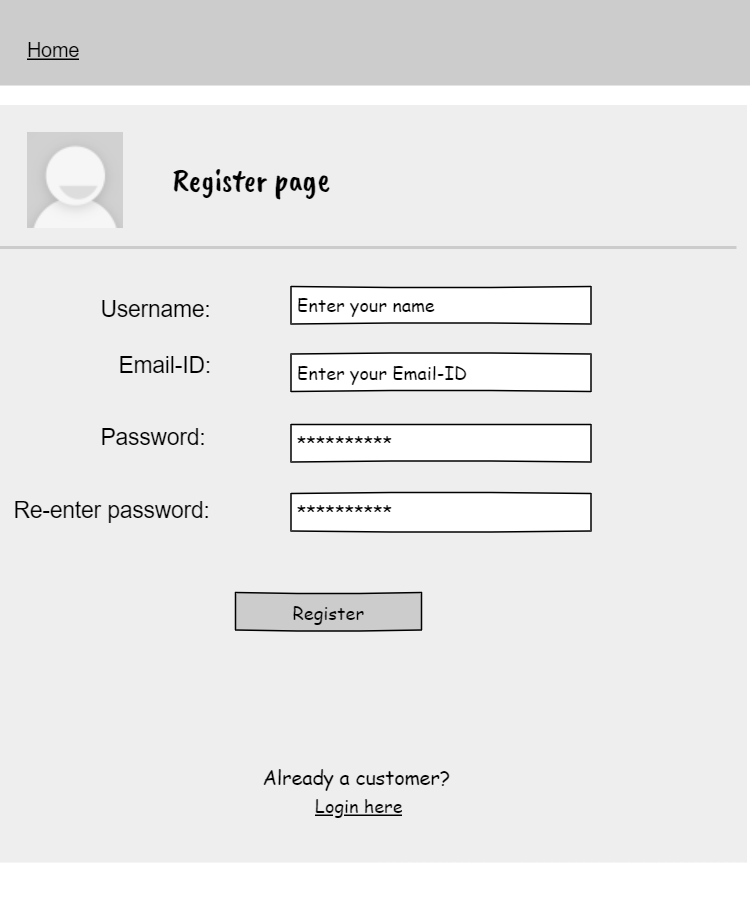 Home
Register page
Username:
Enter your name
Email-ID:
Enter your Email-ID
Password:
**********
Re-enter password:
**********
Register
Already a customer?
Login here